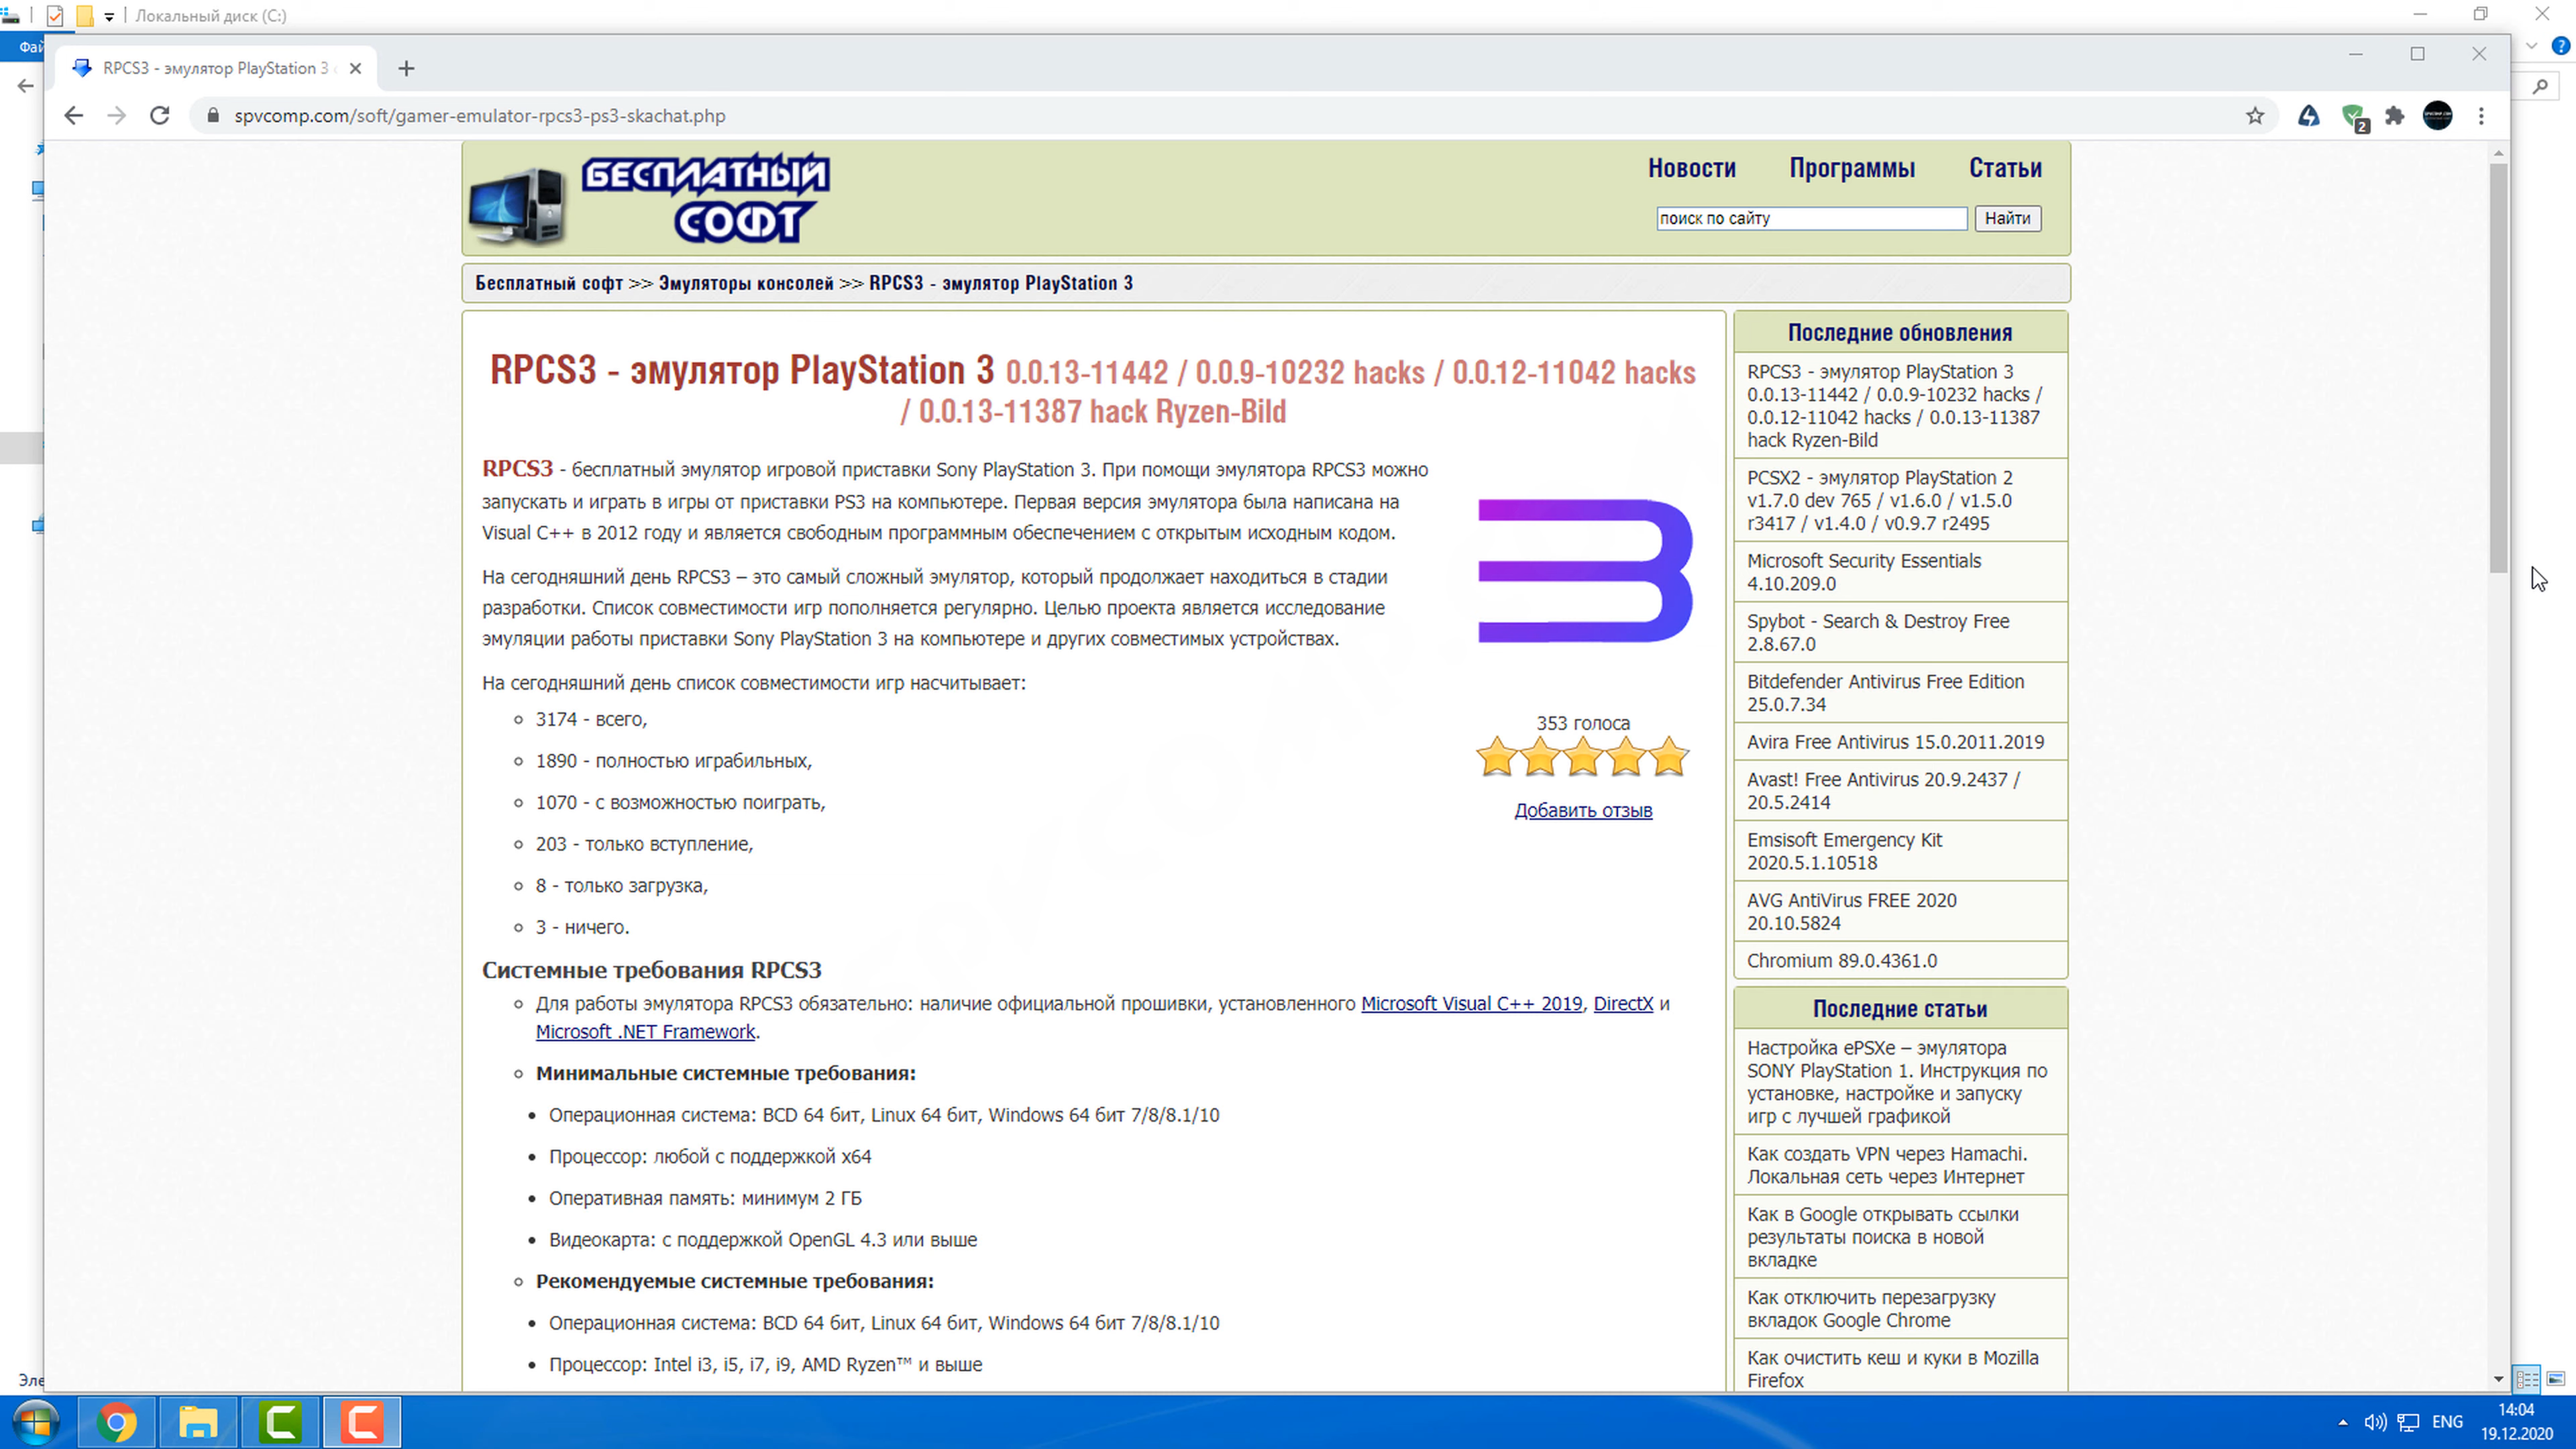 Локальный диск (C:)
Фай
RPCS3 - эмулятор PlayStation 3
spvcomp.com/soft/gamer-emulator-rpcs3-ps3-skachat.php
2
БЕСПЛАТНЫЙ
СОФТ
Новости Программы Статьи
поиск по сайту Найти
Бесплатный софт >> Эмуляторы консолей >> RPCS3 - эмулятор PlayStation 3
RPCS3 - эмулятор PlayStation 3 0.0.13-11442 / 0.0.9-10232 hacks / 0.0.12-11042 hacks
/ 0.0.13-11387 hack Ryzen-Bild
RPCS3 - бесплатный эмулятор игровой приставки Sony PlayStation 3. При помощи эмулятора RPCS3 можно
запускать и играть в игры от приставки PS3 на компьютере. Первая версия эмулятора была написана на
Visual C++ в 2012 году и является свободным программным обеспечением с открытым исходным кодом.
На сегодняшний день RPCS3 – это самый сложный эмулятор, который продолжает находиться в стадии
разработки. Список совместимости игр пополняется регулярно. Целью проекта является исследование
эмуляции работы приставки Sony PlayStation 3 на компьютере и других совместимых устройствах.
На сегодняшний день список совместимости игр насчитывает:
3174 - всего,
1890 - полностью играбильных,
1070 - с возможностью поиграть,
203 - только вступление,
8 - только загрузка,
3 - ничего.
353 голоса
Добавить отзыв
Системные требования RPCS3
Для работы эмулятора RPCS3 обязательно: наличие официальной прошивки, установленного Microsoft Visual C++ 2019, DirectX и
Microsoft .NET Framework.
Минимальные системные требования:
Операционная система: BCD 64 бит, Linux 64 бит, Windows 64 бит 7/8/8.1/10
Процессор: любой с поддержкой x64
Оперативная память: минимум 2 ГБ
Видеокарта: с поддержкой OpenGL 4.3 или выше
Рекомендуемые системные требования:
Операционная система: BCD 64 бит, Linux 64 бит, Windows 64 бит 7/8/8.1/10
Процессор: Intel i3, i5, i7, i9, AMD Ryzen™ и выше
Последние обновления
RPCS3 - эмулятор PlayStation 3
0.0.13-11442 / 0.0.9-10232 hacks /
0.0.12-11042 hacks / 0.0.13-11387
hack Ryzen-Bild
PCSX2 - эмулятор PlayStation 2
v1.7.0 dev 765 / v1.6.0 / v1.5.0
r3417 / v1.4.0 / v0.9.7 r2495
Microsoft Security Essentials
4.10.209.0
Spybot - Search & Destroy Free
2.8.67.0
Bitdefender Antivirus Free Edition
25.0.7.34
Avira Free Antivirus 15.0.2011.2019
Avast! Free Antivirus 20.9.2437 /
20.5.2414
Emsisoft Emergency Kit
2020.5.1.10518
AVG AntiVirus FREE 2020
20.10.5824
Chromium 89.0.4361.0
Последние статьи
Настройка ePSXe – эмулятора
SONY PlayStation 1. Инструкция по
установке, настройке и запуску
игр с лучшей графикой
Как создать VPN через Hamachi.
Локальная сеть через Интернет
Как в Google открывать ссылки
результаты поиска в новой
вкладке
Как отключить перезагрузку
вкладок Google Chrome
Как очистить кеш и куки в Mozilla
Firefox
Эле
ENG
14:04
19.12.2020